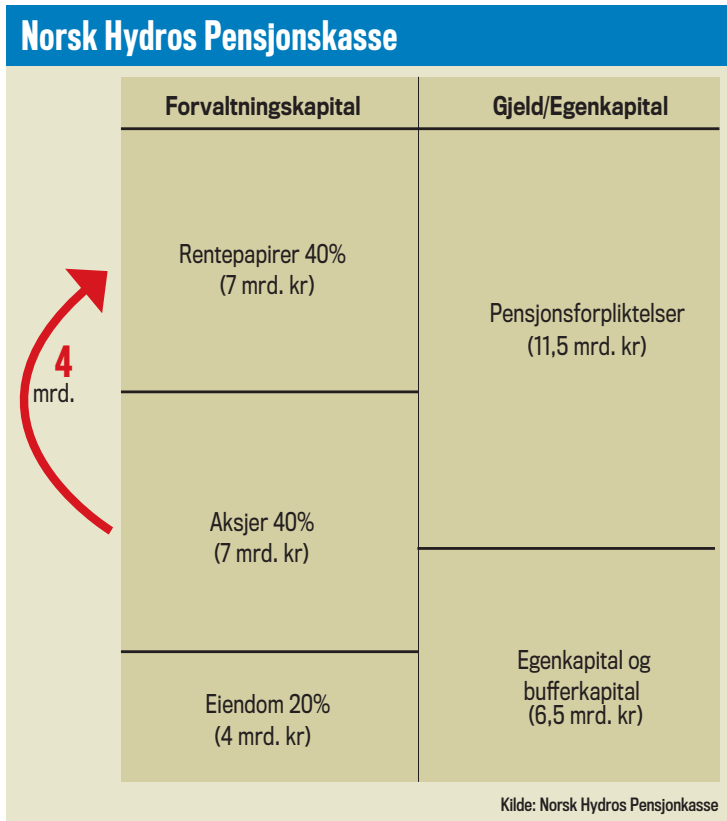 Norsk Hydros Pensjonskasse
Forvaltningskapital
Gjeld/Egenkapital
Rentepapirer 40%
(7 mrd. kr)
4
mrd.
Aksjer 40%
(7 mrd. kr)
Eiendom 20%
(4 mrd. kr)
Pensjonsforpliktelser
(11,5 mrd. kr)
Egenkapital og
bufferkapital
(6,5 mrd. kr)
Kilde: Norsk Hydros Pensjonkasse